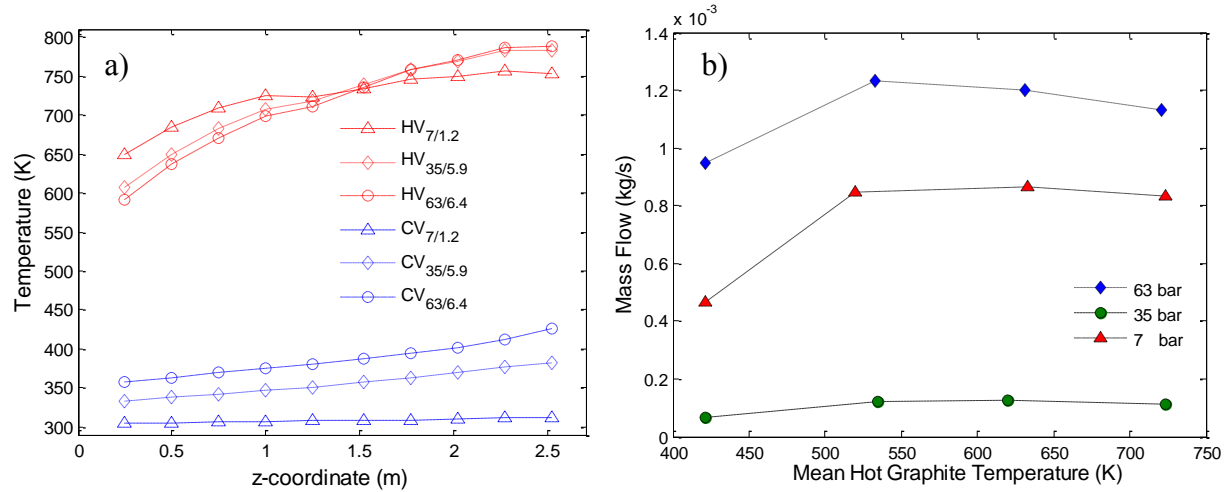 a)
Temperature (K)
800
750
700
650
600
550
500
450
400
350
300
0 0.5 1 1.5 2 2.5
z-coordinate (m)
HV7/1.2
HV35/5.9
HV63/6.4
CV7/1.2
CV35/5.9
CV63/6.4
b)
x 10-3
Mass Flow (kg/s)
1.4
1.2
1
0.8
0.6
0.4
0.2
0
400 450 500 550 600 650 700 750
Mean Hot Graphite Temperature (K)
63 bar
35 bar
7 bar